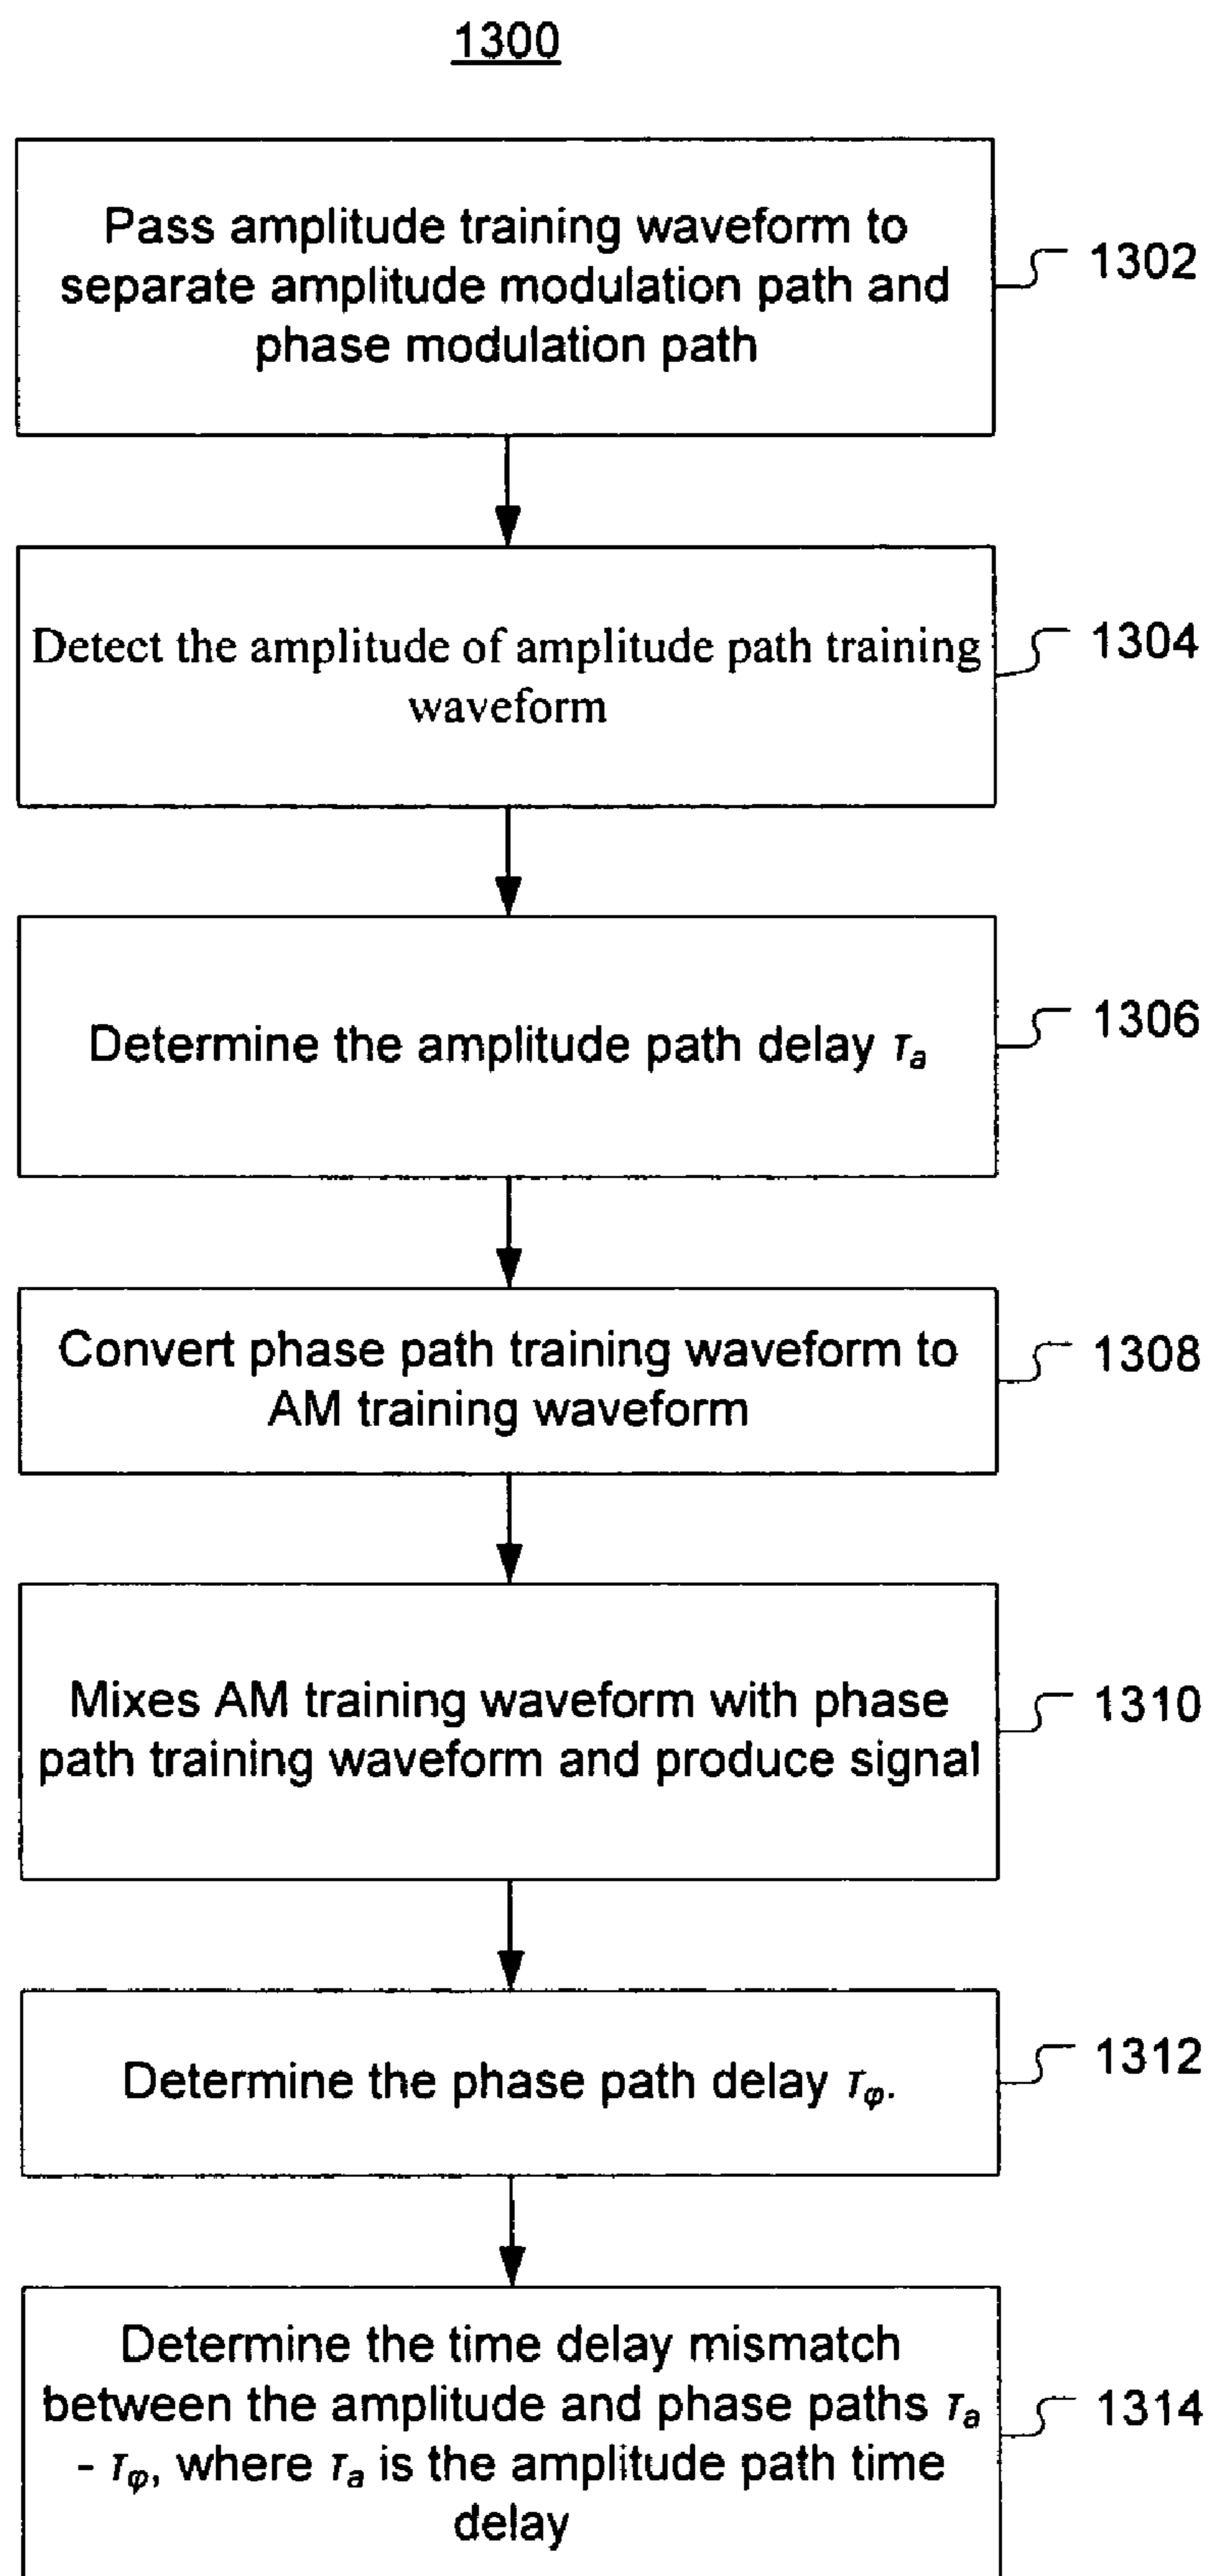 1300
Pass amplitude training waveform to
separate amplitude modulation path and
phase modulation path
1302
Detect the amplitude of amplitude path training
waveform
1304
Determine the amplitude path delay τa
1306
Convert phase path training waveform to
AM training waveform
1308
Mixes AM training waveform with phase
path training waveform and produce signal
1310
Determine the phase path delay τφ.
1312
Determine the time delay mismatch
between the amplitude and phase paths τa
- τφ, where τa is the amplitude path time
delay
1314